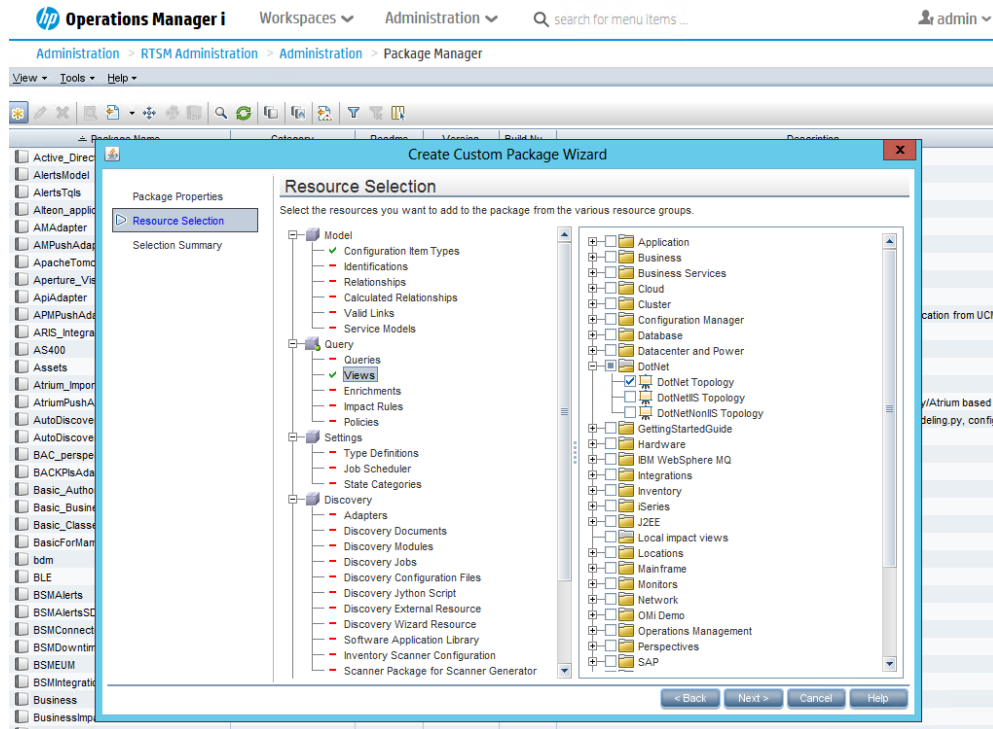 hp Operations Manager i Workspaces Administration search for menu items ... admin
Administration > RTSM Administration > Administration > Package Manager
View Tools Help
Package Name Category Readme Version Build Nu... Description
Create Custom Package Wizard x
Active_Direct
AlertsModel
AlertsTqls
Alteon_applic
AMAdapter
AMPushAdap
ApacheTomc
Aperture_Vis
ApiAdapter
APMPushAda
ARIS_Integra
AS400
Assets
Atrium_Impor
AtriumPushA
AutoDiscove
AutoDiscove
BAC_perspe
BACKPIsAda
Basic_Autho
Basic_Busine
Basic_Classe
BasicForMam
bdm
BLE
BSMAlerts
BSMAlertsSD
BSMConnect
BSMDowntim
BSMEUM
BSMIntegratio
Business
BusinessImpa
Package Properties
Resource Selection
Selection Summary
Resource Selection
Select the resources you want to add to the package from the various resource groups.
Model
Configuration Item Types
Identifications
Relationships
Calculated Relationships
Valid Links
Service Models
Query
Queries
Views
Enrichments
Impact Rules
Policies
Settings
Type Definitions
Job Scheduler
State Categories
Discovery
Adapters
Discovery Documents
Discovery Modules
Discovery Jobs
Discovery Configuration Files
Discovery Jython Script
Discovery External Resource
Discovery Wizard Resource
Software Application Library
Inventory Scanner Configuration
Scanner Package for Scanner Generator
Application
Business
Business Services
Cloud
Cluster
Configuration Manager
Database
Datacenter and Power
DotNet
DotNet Topology
DotNetIIS Topology
DotNetNonIIS Topology
GettingStartedGuide
Hardware
IBM WebSphere MQ
Integrations
Inventory
iSeries
J2EE
Local impact views
Locations
Mainframe
Monitors
Network
OMi Demo
Operations Management
Perspectives
SAP
< Back Next > Cancel Help
cation from UCM
y/Atrium based
deling.py, config